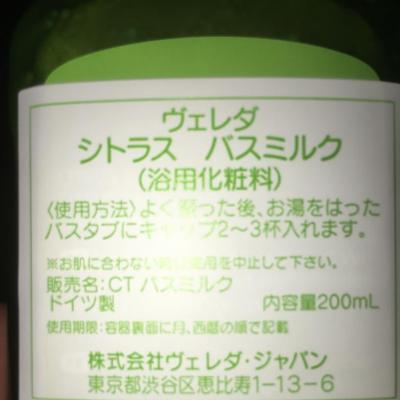 ヴェレダ
シトラス　バスミルク
(浴用化粧料)
〈使用方法〉よく振った後、お湯をはった
バスタブにキャップ2〜3杯入れます。
※お肌に合わない時は使用を中止して下さい。
販売名:CT バスミルク
ドイツ製　内容量200mL
使用期限:容器裏面に月、西暦の順で記載
株式会社ヴェレダ・ジャパン
東京都渋谷区恵比寿1-13-6